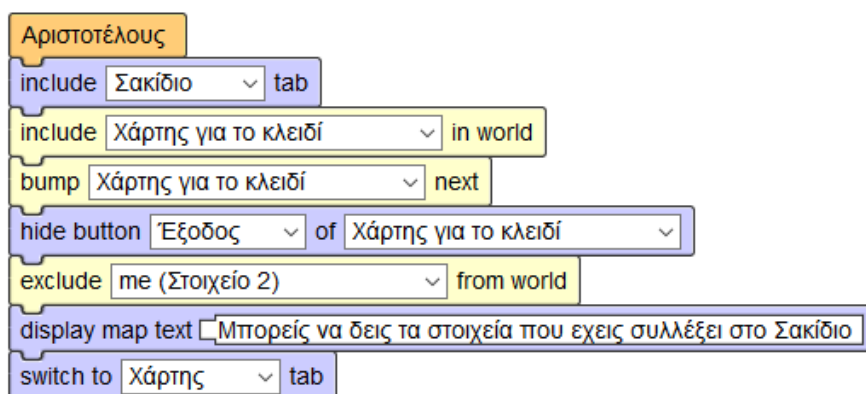 Αριστοτέλους
include Σακίδιο tab
include Χάρτης για το κλειδί in world
bump Χάρτης για το κλειδί next
hide button Έξοδος of Χάρτης για το κλειδί
exclude me (Στοιχείο 2) from world
display map text Μπορείς να δεις τα στοιχεία που εχεις συλλέξει στο Σακίδιο
switch to Χάρτης tab